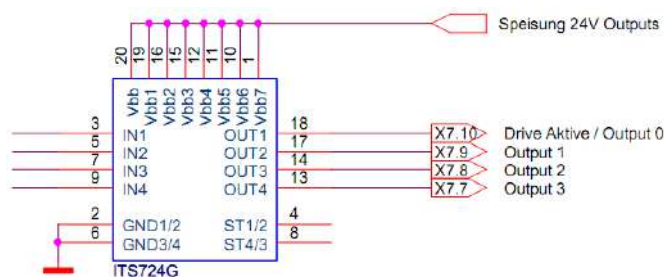 Speisung 24V Outputs
20 19 16 15 12 11 10 1
Vbb Vbb1 Vbb2 Vbb3 Vbb4 Vbb5 Vbb6 Vbb7
3 IN1 OUT1 18 X7.10 Drive Aktive / Output 0
5 IN2 OUT2 17 X7.9 Output 1
7 IN3 OUT3 14 X7.8 Output 2
9 IN4 OUT4 13 X7.7 Output 3
2 GND1/2 ST1/2 4
6 GND3/4 ST4/3 8
ITS724G